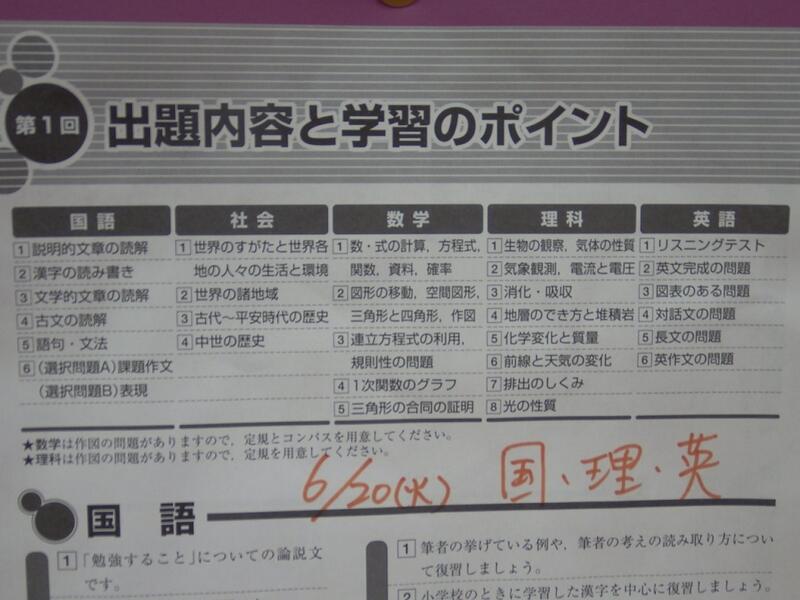 第1回 出題内容と学習のポイント
国語
1 説明的文章の読解
2 漢字の読み書き
3 文学的文章の読解
4 古文の読解
5 語句・文法
6 (選択問題A)課題作文
(選択問題B)表現
社会
1 世界のすがたと世界各
地の人々の生活と環境
2 世界の諸地域
3 古代～平安時代の歴史
4 中世の歴史
数学
1 数・式の計算，方程式，
関数，資料，確率
2 図形の移動，空間図形，
三角形と四角形，作図
3 連立方程式の利用，
規則性の問題
4 1次関数のグラフ
5 三角形の合同の証明
理科
1 生物の観察，気体の性質
2 気象観測，電流と電圧
3 消化・吸収
4 地層のでき方と堆積岩
5 化学変化と質量
6 前線と天気の変化
7 排出のしくみ
8 光の性質
英語
1 リスニングテスト
2 英文完成の問題
3 図表のある問題
4 対話文の問題
5 長文の問題
6 英作文の問題
★数学は作図の問題がありますので，定規とコンパスを用意してください。
★理科は作図の問題がありますので，定規を用意してください。
6/20(火) 国・理・英
国語
1 「勉強すること」についての論説文
です。
1 筆者の挙げている例や，筆者の考えの読み取り方につい
て復習しましょう。
2 小学校のときに学習した漢字を中心に復習しましょう。